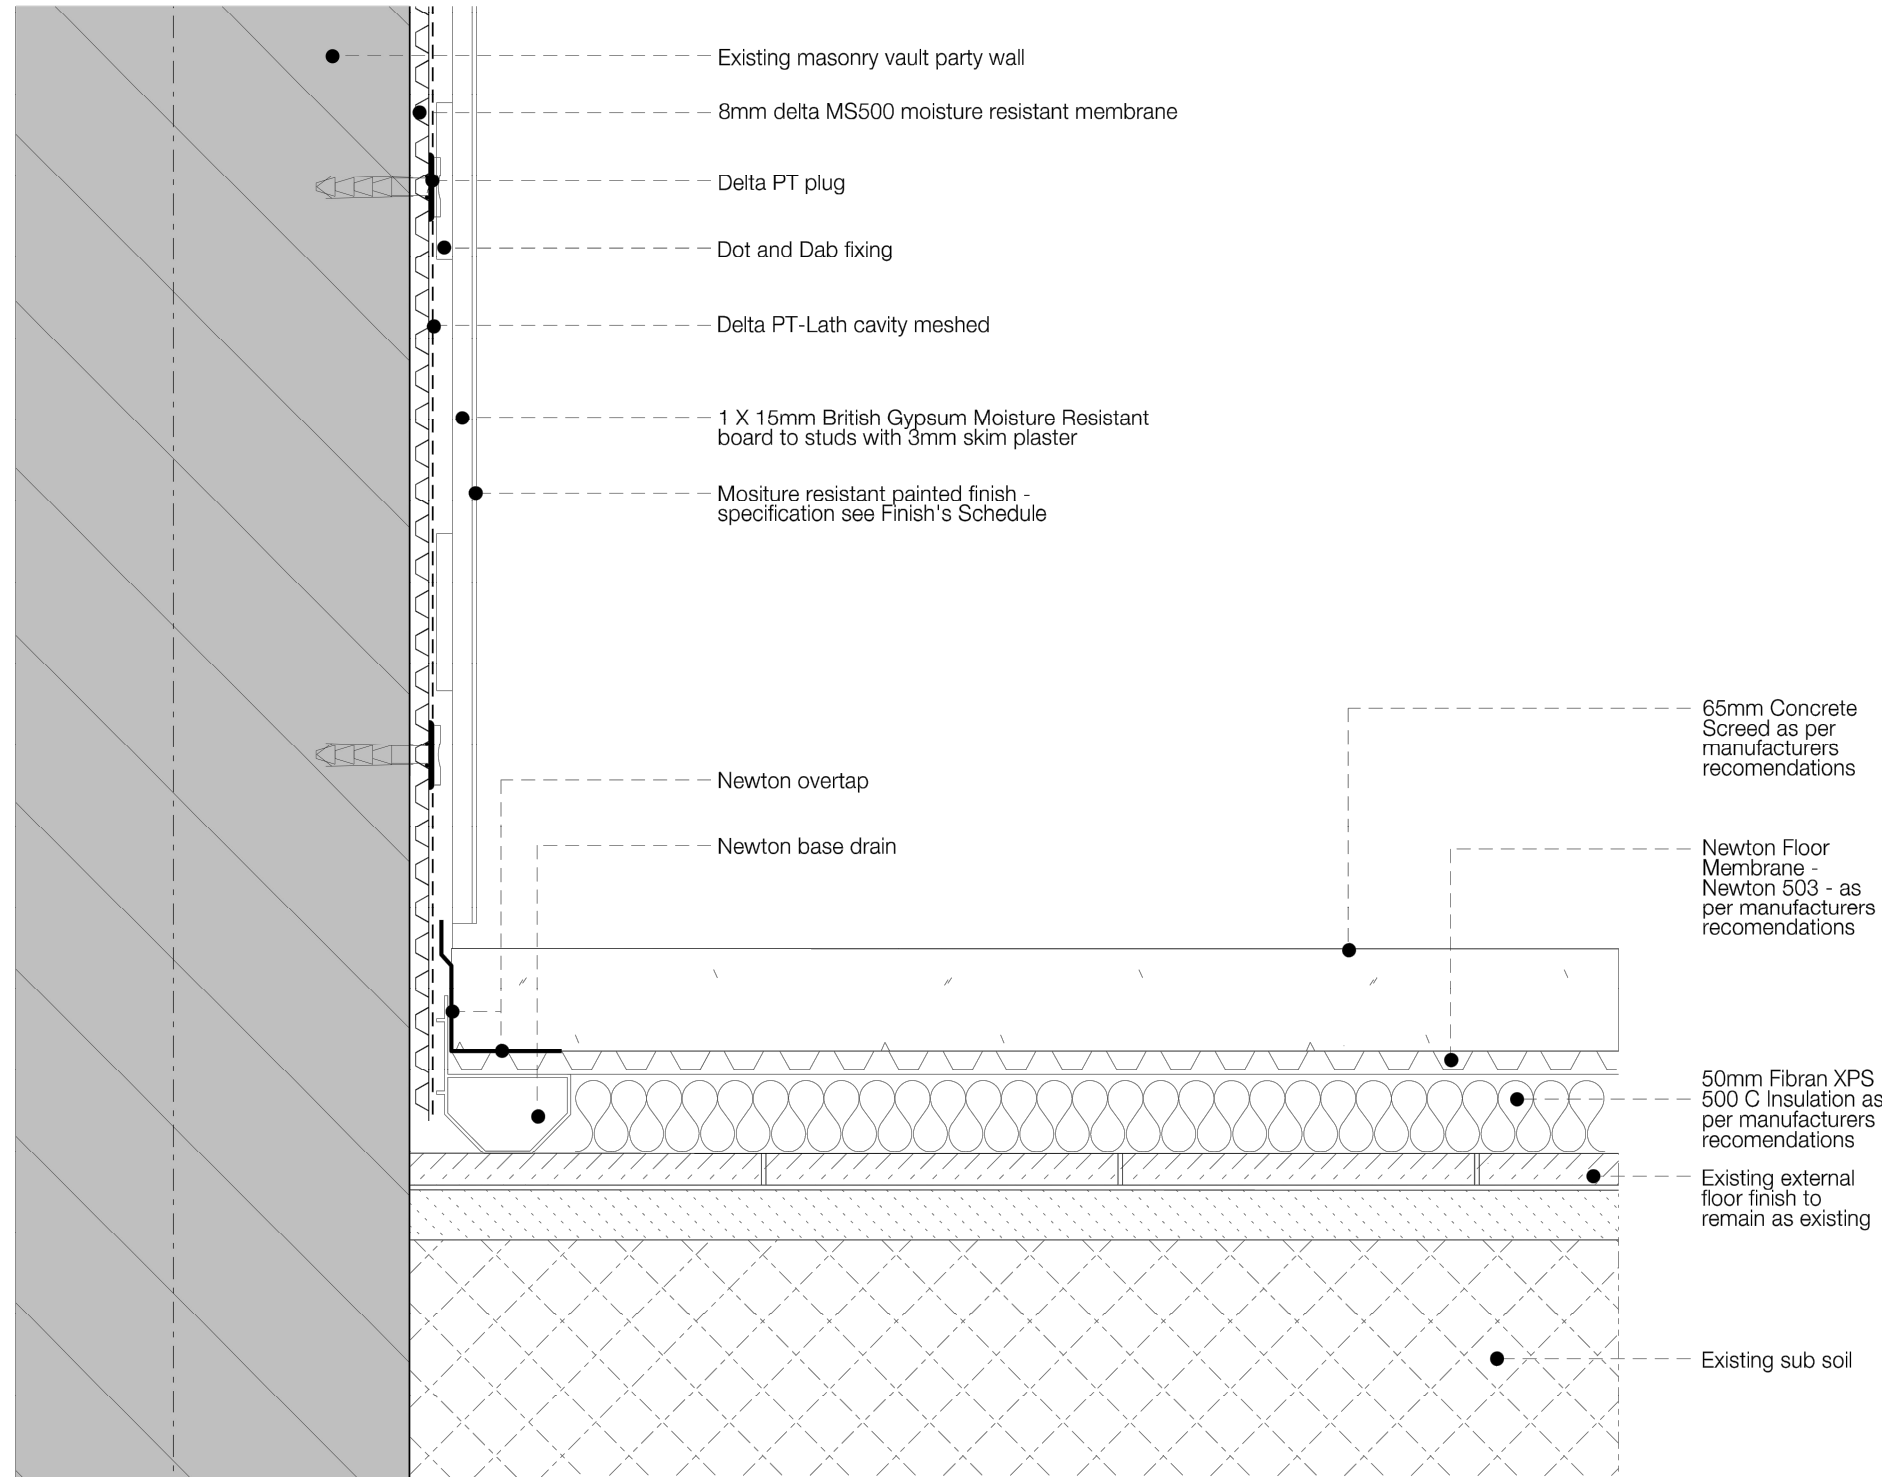 Existing masonry vault party wall
8mm delta MS500 moisture resistant membrane
Delta PT plug
Dot and Dab fixing
Delta PT-Lath cavity meshed
1 X 15mm British Gypsum Moisture Resistant
board to studs with 3mm skim plaster
Mositure resistant painted finish -
specification see Finish's Schedule
Newton overtap
Newton base drain
65mm Concrete
Screed as per
manufacturers
recomendations
Newton Floor
Membrane -
Newton 503 - as
per manufacturers
recomendations
50mm Fibran XPS
500 C Insulation as
per manufacturers
recomendations
Existing external
floor finish to
remain as existing
Existing sub soil